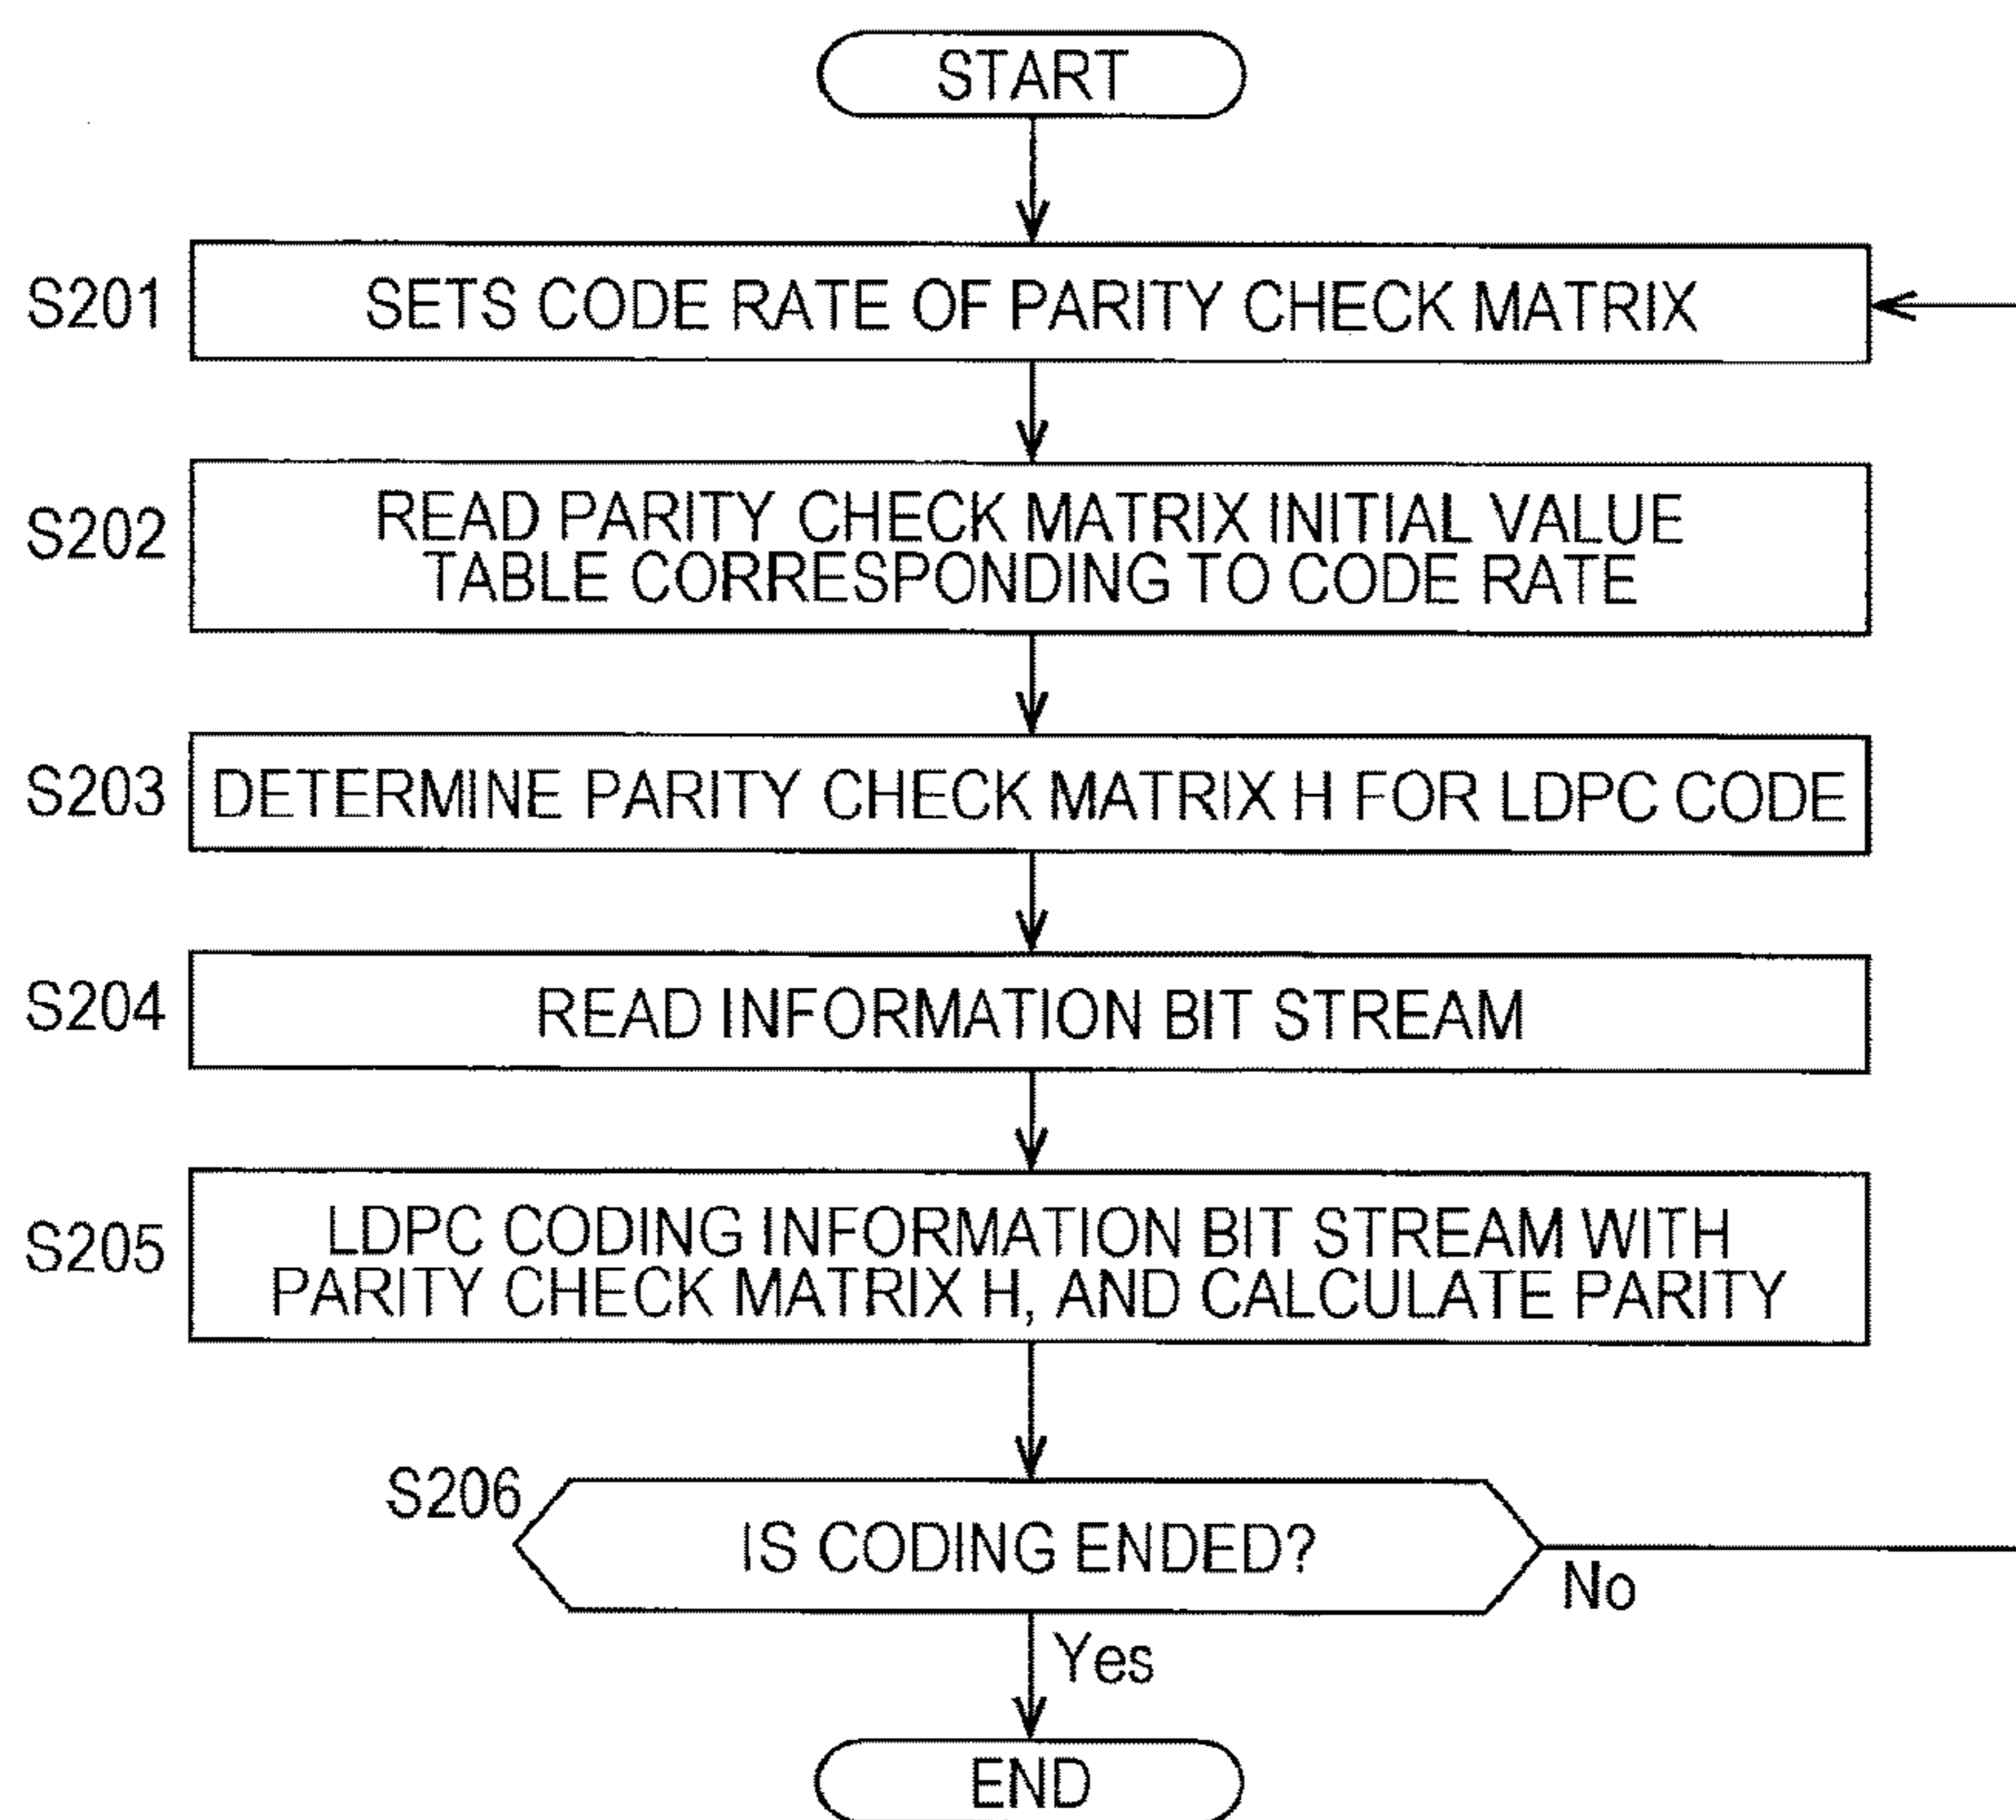 START
S201
SETS CODE RATE OF PARITY CHECK MATRIX
S202
READ PARITY CHECK MATRIX INITIAL VALUE
TABLE CORRESPONDING TO CODE RATE
S203
DETERMINE PARITY CHECK MATRIX H FOR LDPC CODE
S204
READ INFORMATION BIT STREAM
S205
LDPC CODING INFORMATION BIT STREAM WITH
PARITY CHECK MATRIX H, AND CALCULATE PARITY
S206
IS CODING ENDED?
No
Yes
END